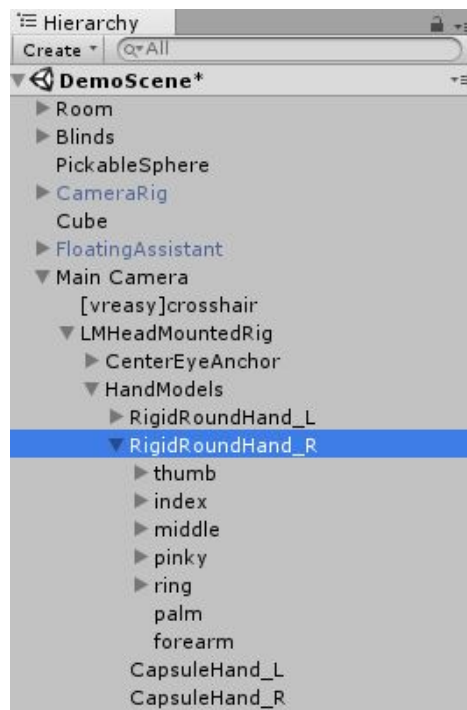 Hierarchy
Create All
DemoScene*
Room
Blinds
PickableSphere
CameraRig
Cube
FloatingAssistant
Main Camera
[vreasy]crosshair
LMHeadMountedRig
CenterEyeAnchor
HandModels
RigidRoundHand_L
RigidRoundHand_R
thumb
index
middle
pinky
ring
palm
forearm
CapsuleHand_L
CapsuleHand_R